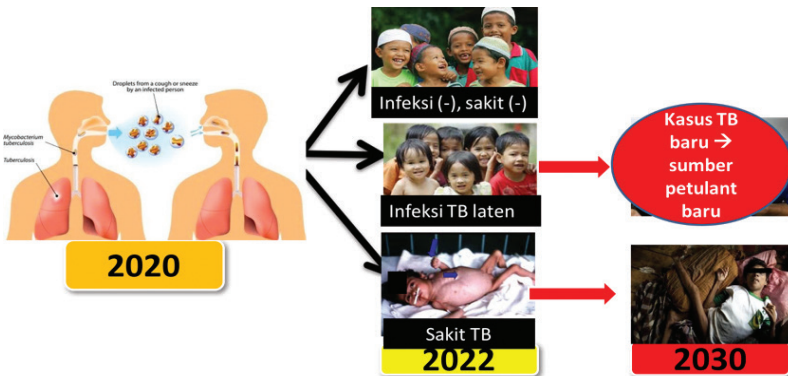 Droplets from a cough or sneeze
by an infected person
Mycobacterium
tuberculosis
Tuberculosis
2020
Infeksi (-), sakit (-)
Infeksi TB laten
Sakit TB
2022
Kasus TB
baru →
sumber
petulant
baru
2030